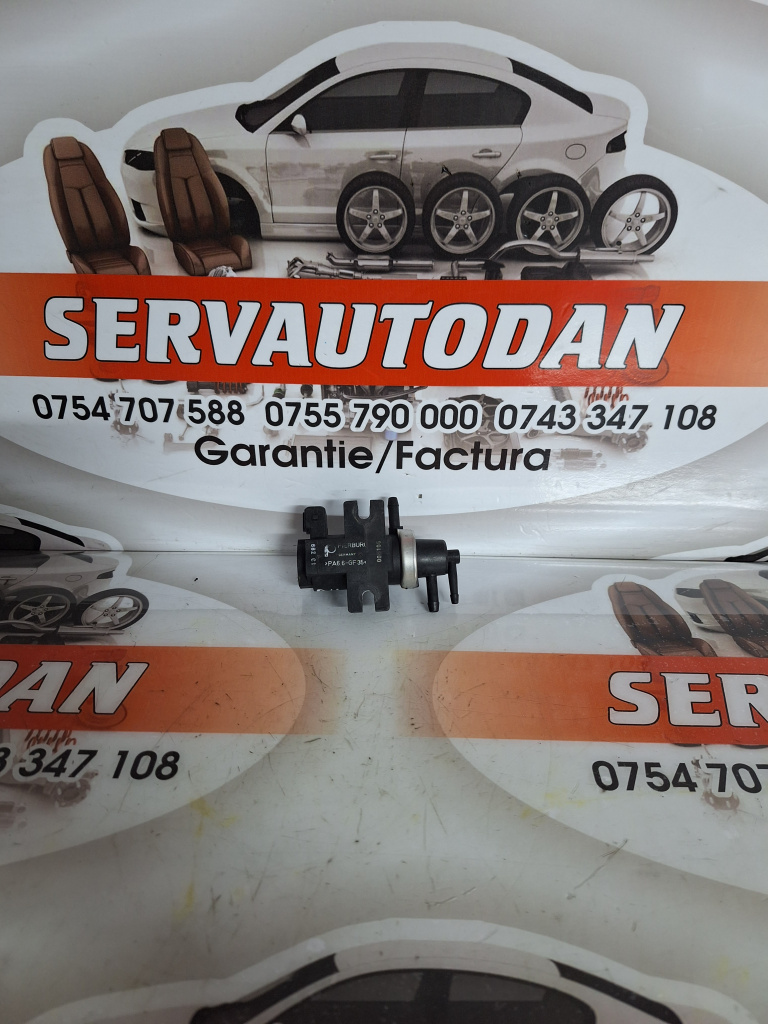 SERVAUTODAN
0754 707 588 0755 790 000 0743 347 108
Garantie/Factura
PIERBURG
GERMANY
>PA6.6-GF35<
DAN
3 347 108
SER
0754 707